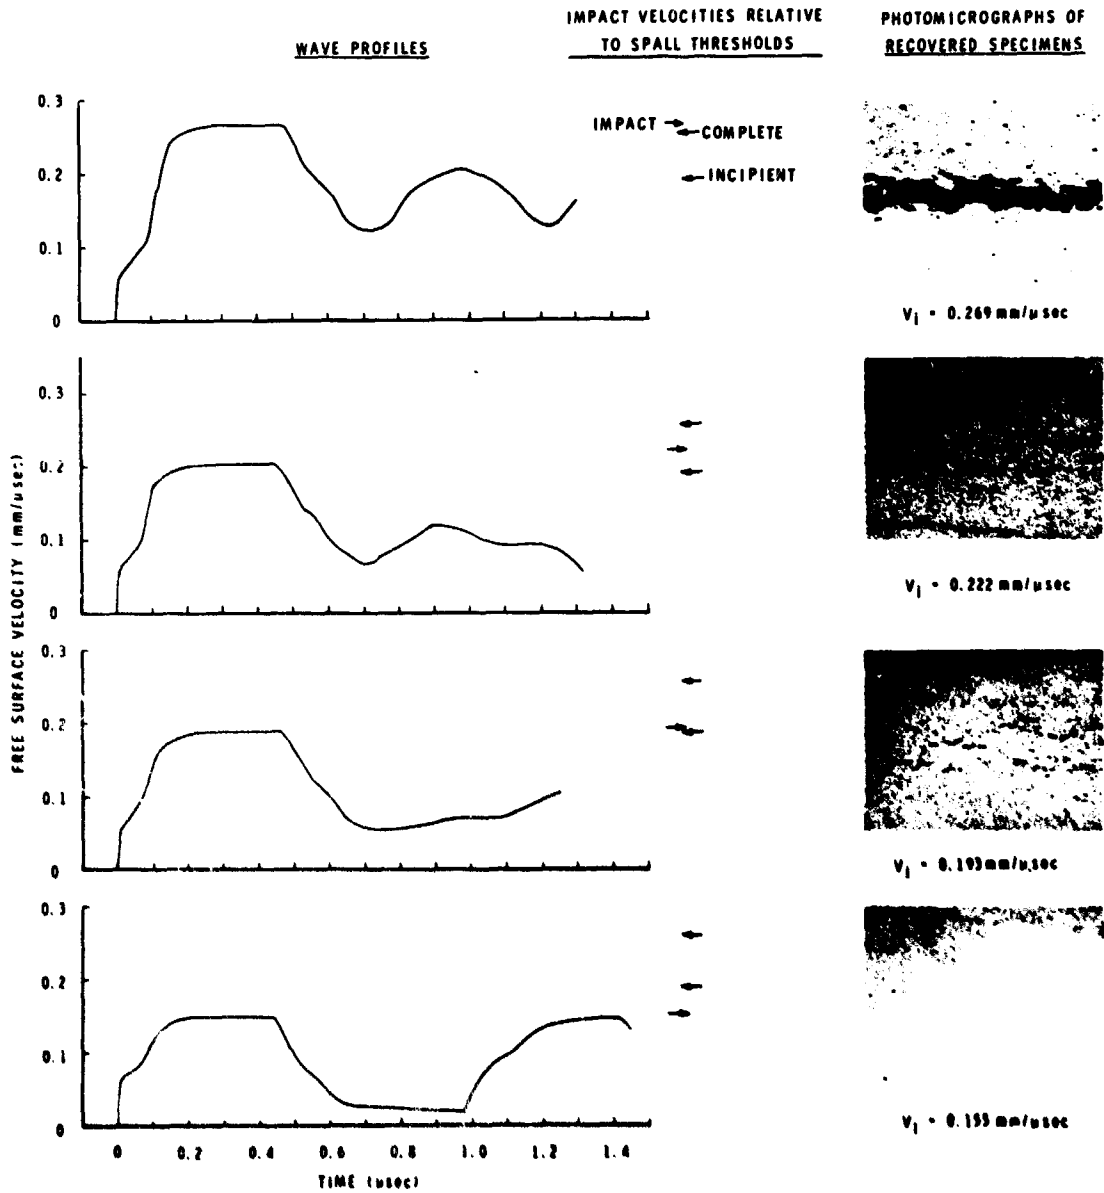 WAVE PROFILES
IMPACT VELOCITIES RELATIVE
TO SPALL THRESHOLDS
PHOTOMICROGRAPHS OF
RECOVERED SPECIMENS
FREE SURFACE VELOCITY (mm/µsec)
0.3
0.2
0.1
0
IMPACT
COMPLETE
INCIPIENT
V_i = 0.269 mm/µsec
0.3
0.2
0.1
0
V_i = 0.222 mm/µsec
0.3
0.2
0.1
0
V_i = 0.193 mm/µsec
0.3
0.2
0.1
0
V_i = 0.155 mm/µsec
0 0.2 0.4 0.6 0.8 1.0 1.2 1.4
TIME (µsec)